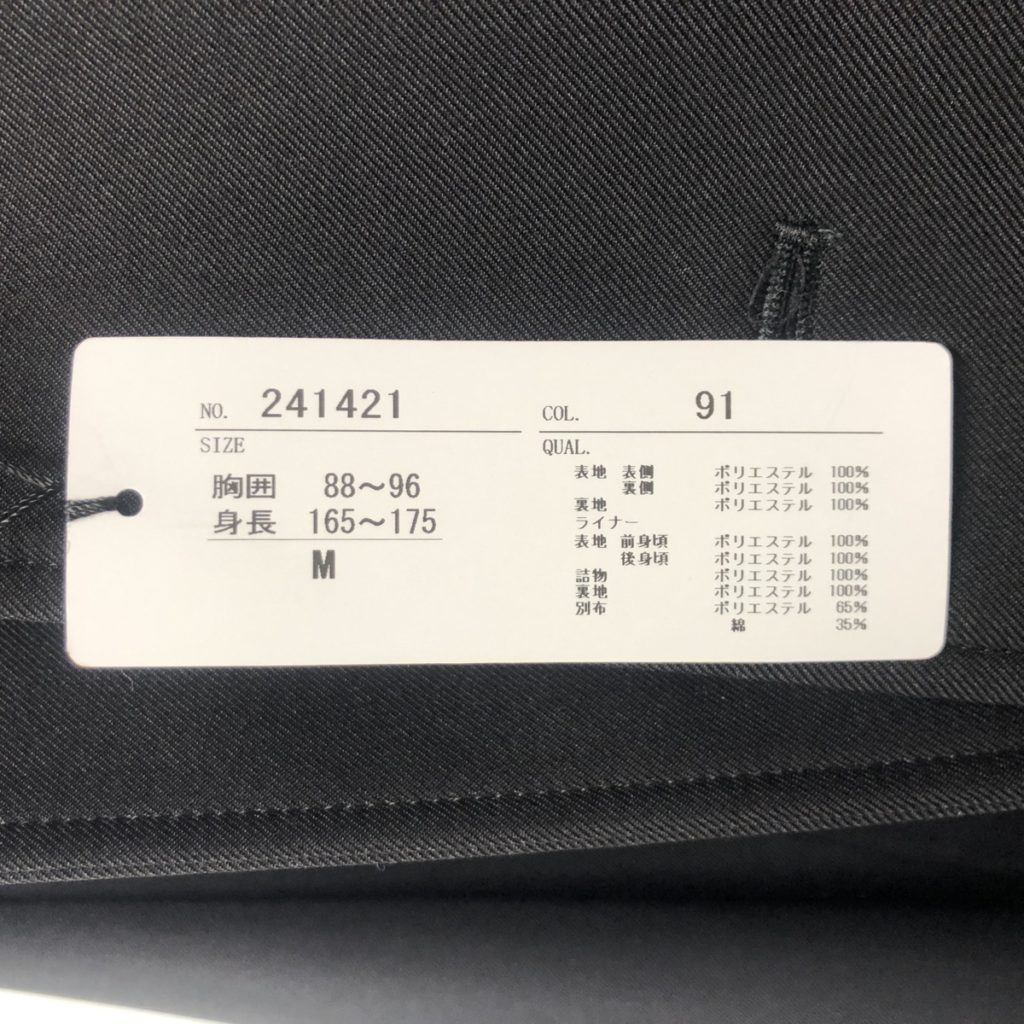 NO. 241421
SIZE
胸囲 88～96
身長 165～175
M
COL. 91
QUAL.
表地 表側 ポリエステル 100%
裏側 ポリエステル 100%
裏地 ポリエステル 100%
ライナー
表地 前身頃 ポリエステル 100%
後身頃 ポリエステル 100%
詰物 ポリエステル 100%
裏地 ポリエステル 100%
別布 ポリエステル 65%
綿 35%